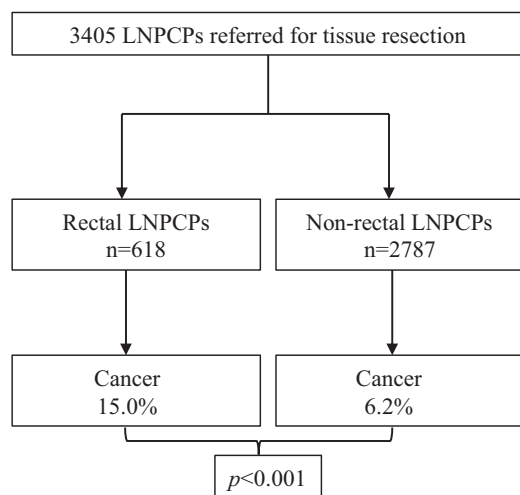 3405 LNPCPs referred for tissue resection
Rectal LNPCPs
n=618
Non-rectal LNPCPs
n=2787
Cancer
15.0%
Cancer
6.2%
p<0.001